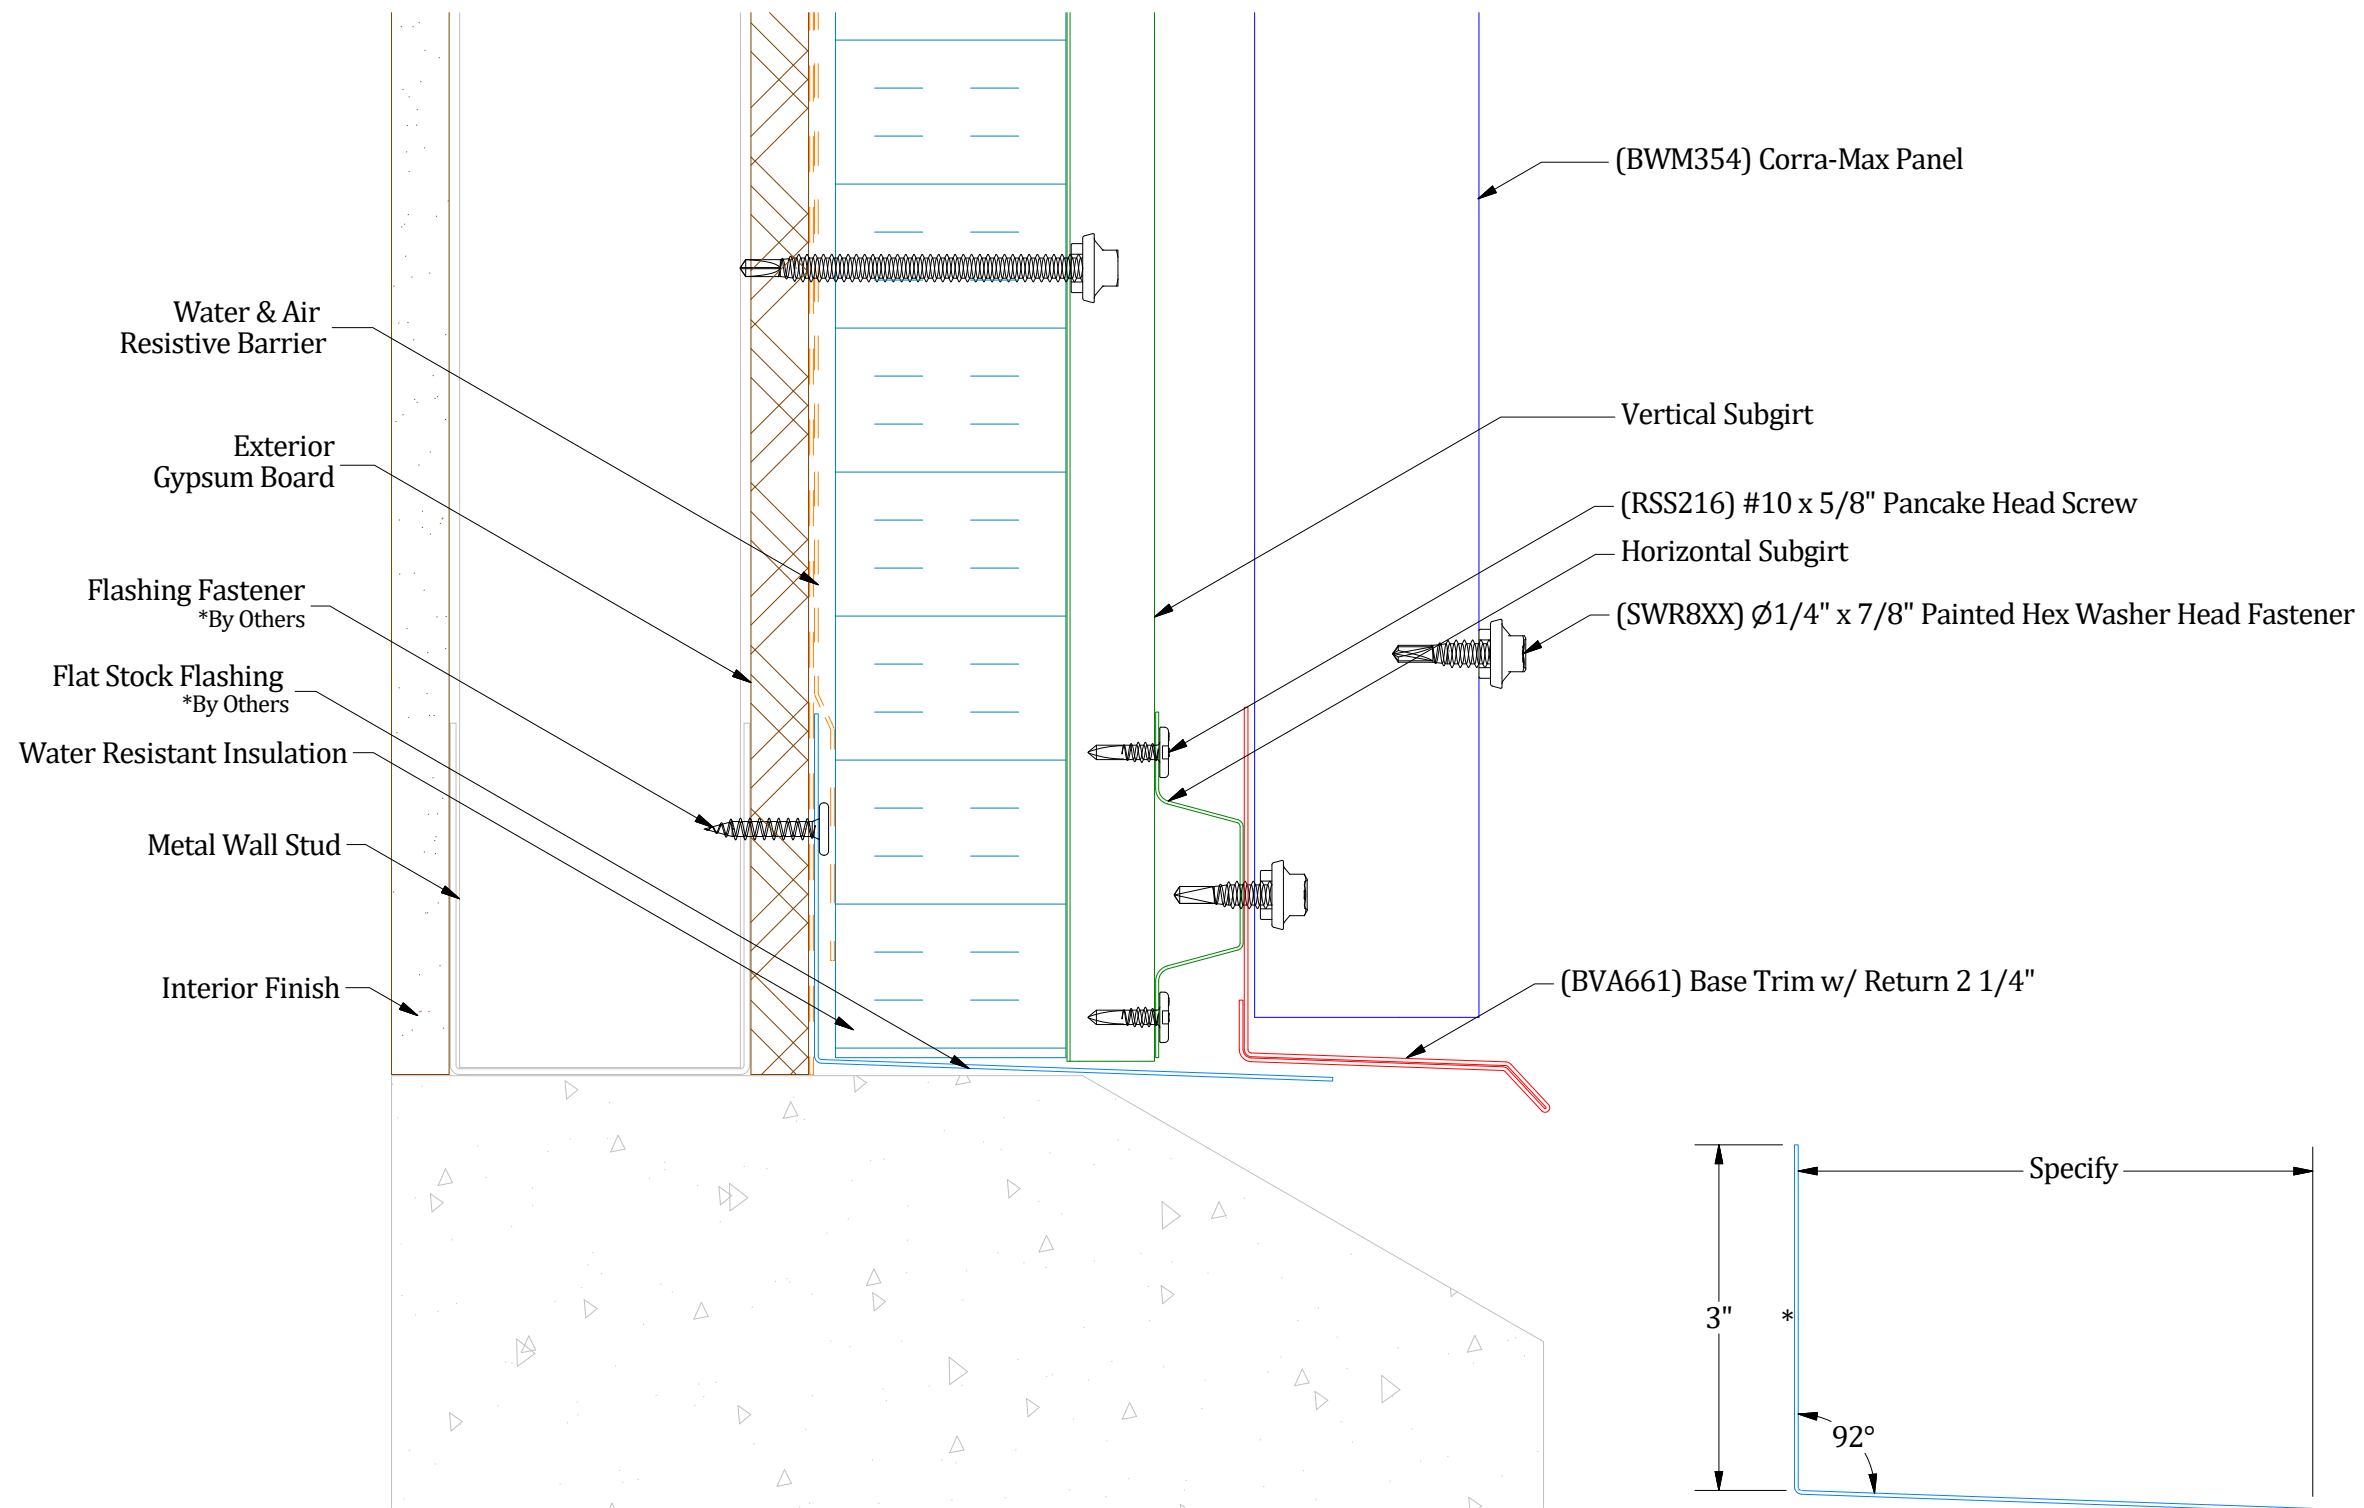 (BWM354) Corra-Max Panel
Water & Air
Resistive Barrier
Vertical Subgirt
Exterior
Gypsum Board
(RSS216) #10 x 5/8" Pancake Head Screw
Horizontal Subgirt
Flashing Fastener
*By Others
(SWR8XX) Ø1/4" x 7/8" Painted Hex Washer Head Fastener
Flat Stock Flashing
*By Others
Water Resistant Insulation
Metal Wall Stud
Interior Finish
(BVA661) Base Trim w/ Return 2 1/4"
Specify
3"
*
92°